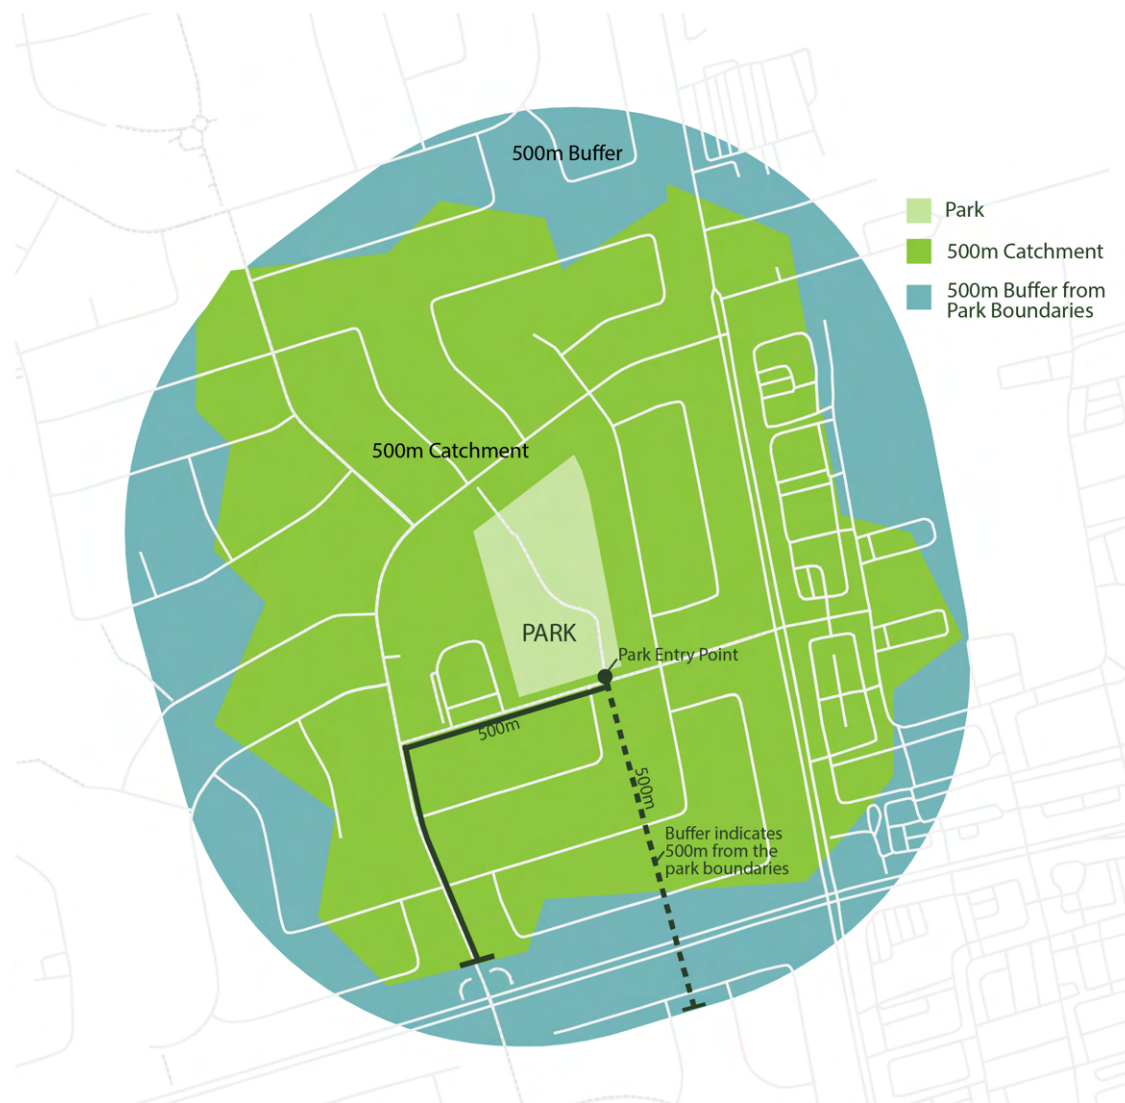 500m Buffer
Park
500m Catchment
500m Buffer from
Park Boundaries
500m Catchment
PARK
Park Entry Point
500m
500m
Buffer indicates
500m from the
park boundaries